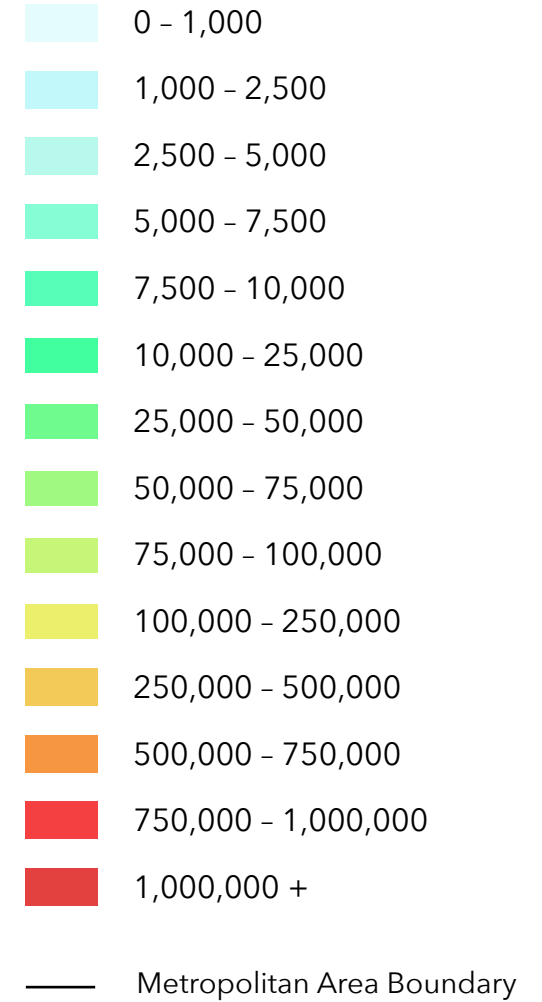 0 – 1,000
1,000 – 2,500
2,500 – 5,000
5,000 – 7,500
7,500 – 10,000
10,000 – 25,000
25,000 – 50,000
50,000 – 75,000
75,000 – 100,000
100,000 – 250,000
250,000 – 500,000
500,000 – 750,000
750,000 – 1,000,000
1,000,000 +
Metropolitan Area Boundary